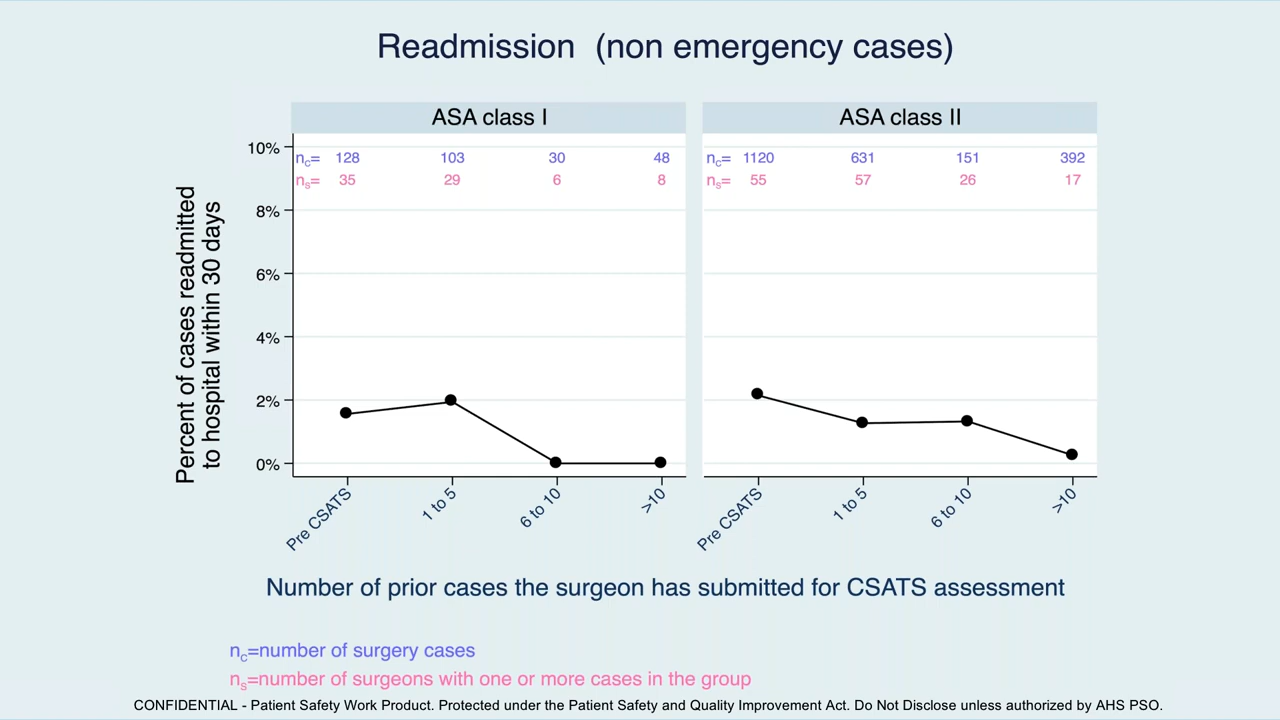 Readmission  (non emergency cases)
ASA class I
ASA class II
Percent of cases readmitted
to hospital within 30 days
10%
8%
6%
4%
2%
0%
nc= 128 103 30 48
ns= 35 29 6 8
nc= 1120 631 151 392
ns= 55 57 26 17
Pre CSATS 1 to 5 6 to 10 >10
Pre CSATS 1 to 5 6 to 10 >10
Number of prior cases the surgeon has submitted for CSATS assessment
nc=number of surgery cases
ns=number of surgeons with one or more cases in the group
CONFIDENTIAL - Patient Safety Work Product. Protected under the Patient Safety and Quality Improvement Act. Do Not Disclose unless authorized by AHS PSO.